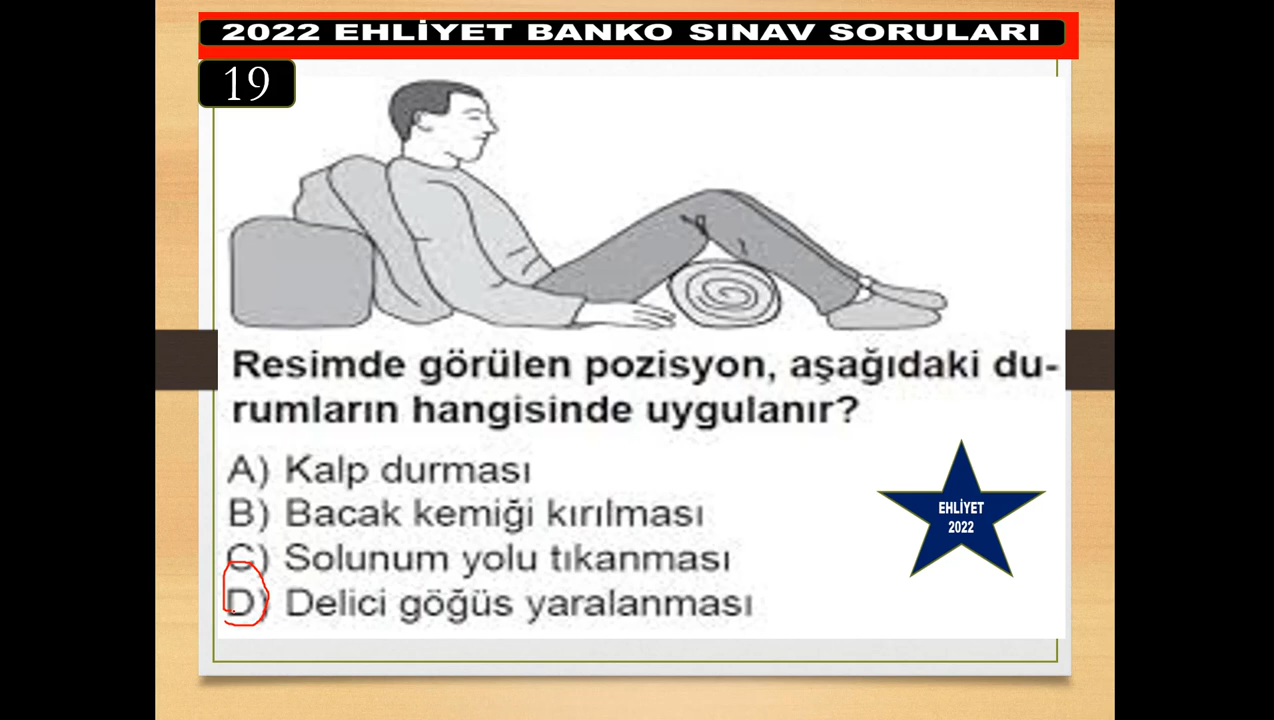 2022 EHLİYET BANKO SINAV SORULARI
19
Resimde görülen pozisyon, aşağıdaki du-
rumların hangisinde uygulanır?
A) Kalp durması
B) Bacak kemiği kırılması
C) Solunum yolu tıkanması
D) Delici göğüs yaralanması
EHLİYET
2022